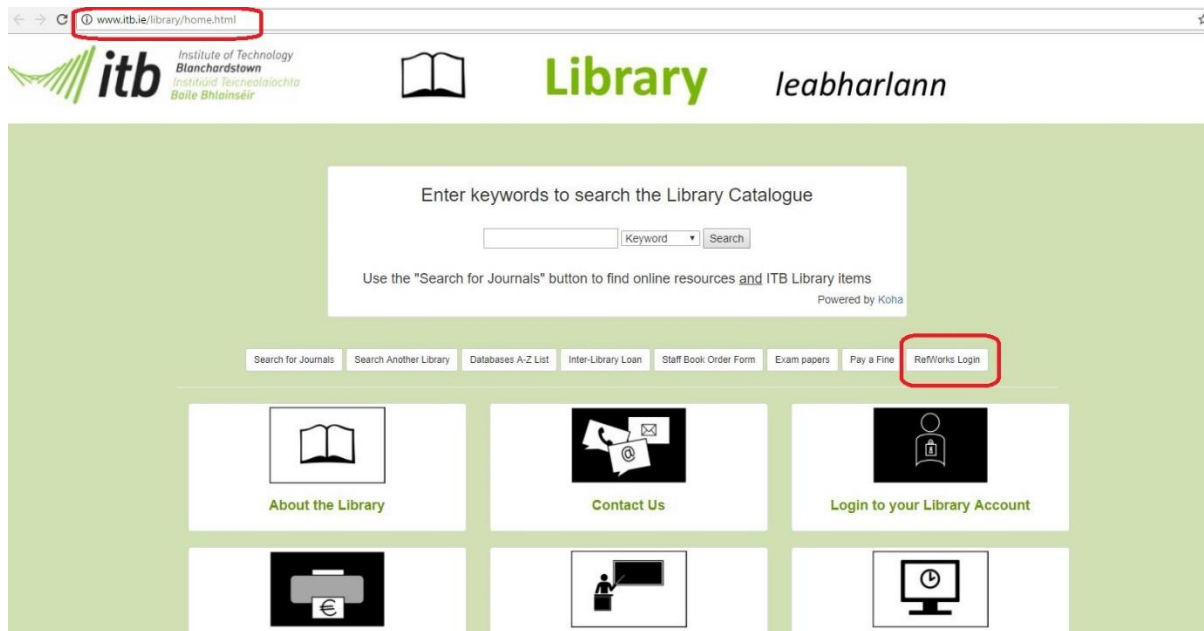 www.itb.ie/library/home.html
itb
Institute of Technology
Blanchardstown
Institiúid Teicneolaíochta
Baile Bhlainséir
Library
leabharlann
Enter keywords to search the Library Catalogue
Keyword Search
Use the "Search for Journals" button to find online resources and ITB Library items
Powered by Koha
Search for Journals Search Another Library Databases A-Z List Inter-Library Loan Staff Book Order Form Exam papers Pay a Fine RefWorks Login
@
About the Library Contact Us Login to your Library Account
€